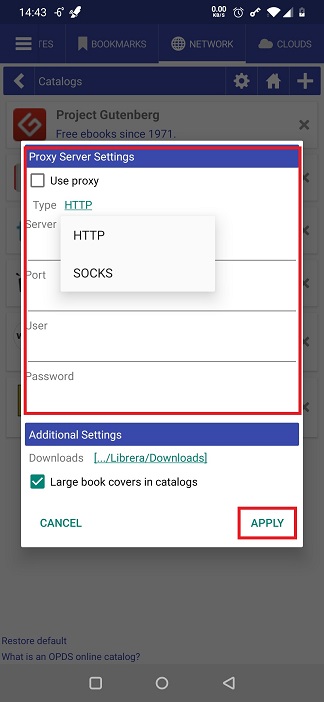 14:43 -6° 0.00 KB/S
TES BOOKMARKS NETWORK CLOUDS
Catalogs
Project Gutenberg
Free ebooks since 1971.
Proxy Server Settings
Use proxy
Type HTTP
Server
HTTP
SOCKS
Port
User
Password
Additional Settings
Downloads [.../Librera/Downloads]
Large book covers in catalogs
CANCEL APPLY
Restore default
What is an OPDS online catalog?